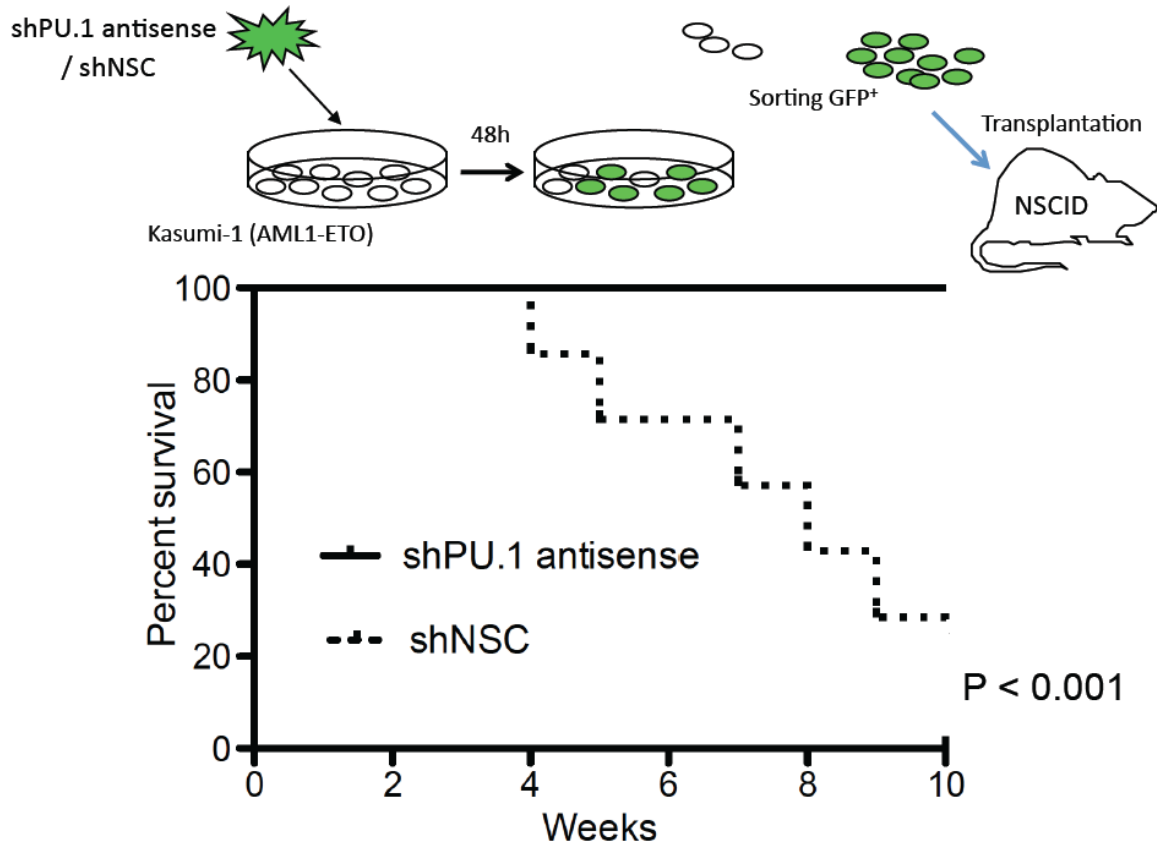 shPU.1 antisense
/ shNSC
48h
Sorting GFP⁺
Transplantation
NSCID
Kasumi-1 (AML1-ETO)
100
80
60
40
20
0
Percent survival
shPU.1 antisense
shNSC
P < 0.001
0 2 4 6 8 10
Weeks